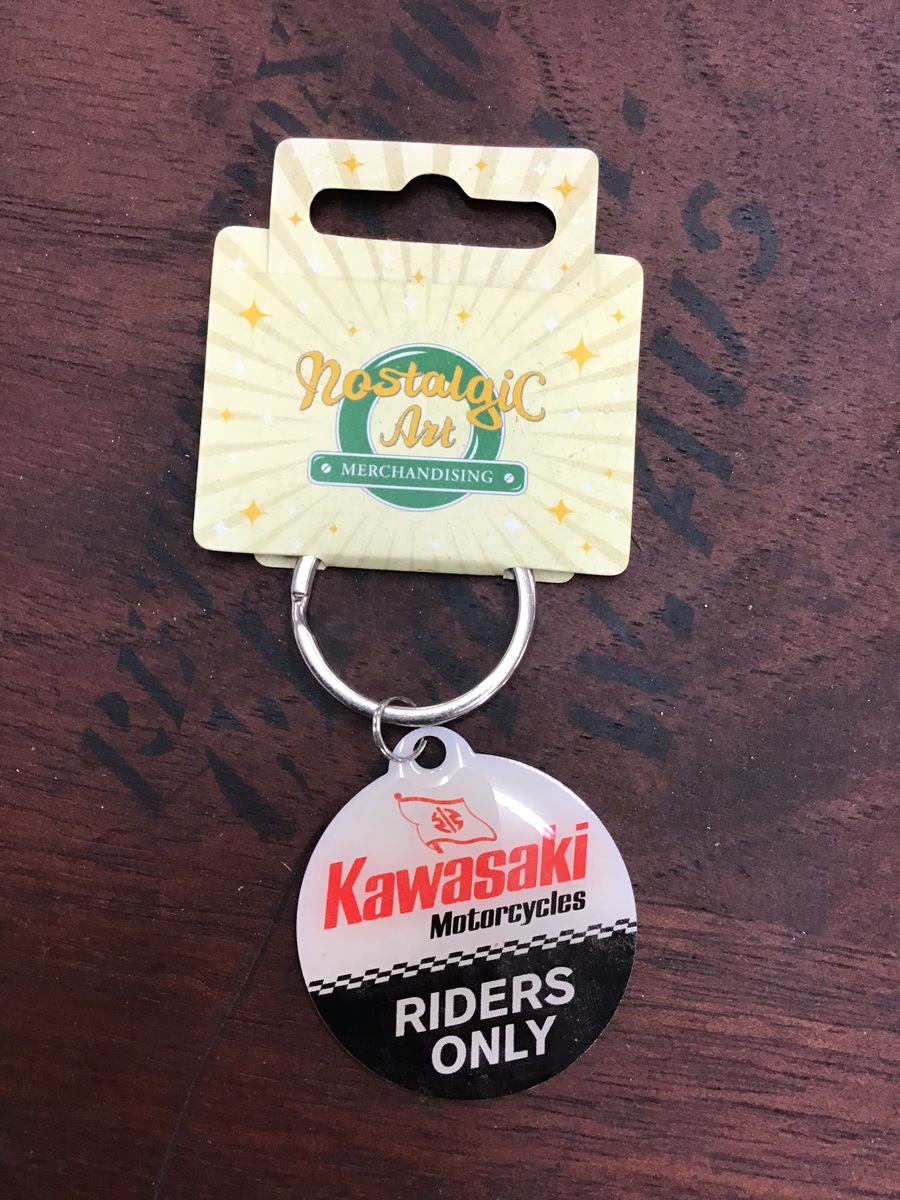 Nostalgic
Art
MERCHANDISING
Kawasaki
Motorcycles
RIDERS
ONLY